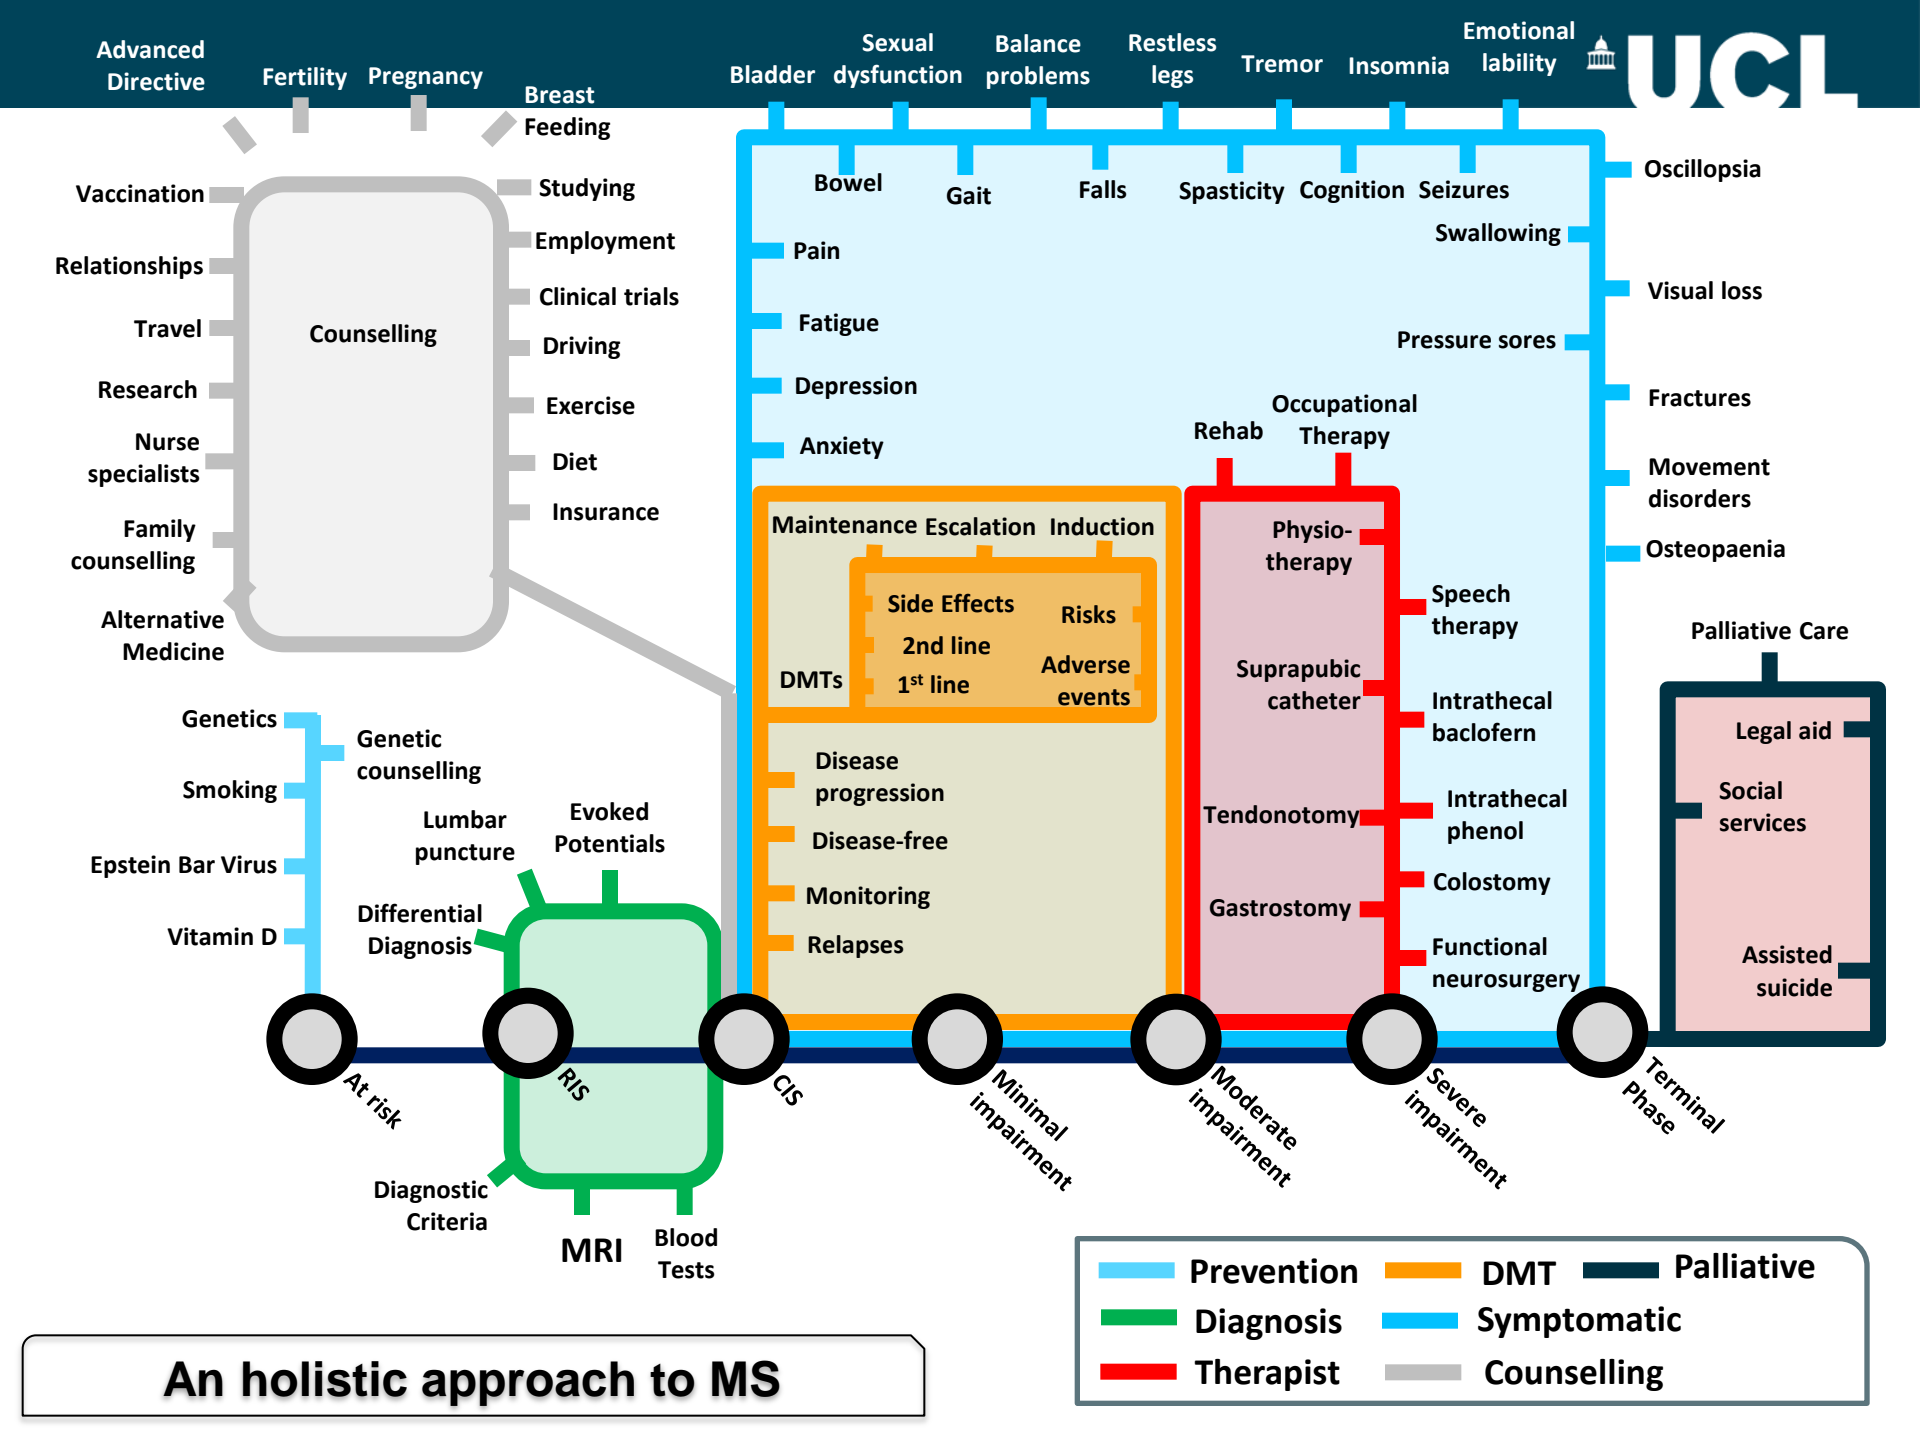 Advanced
Directive
Fertility
Pregnancy
Breast
Feeding
Bladder
Sexual
dysfunction
Balance
problems
Restless
legs
Tremor
Insomnia
Emotional
lability
UCL
Vaccination
Relationships
Travel
Research
Nurse
specialists
Family
counselling
Alternative
Medicine
Counselling
Studying
Employment
Clinical trials
Driving
Exercise
Diet
Insurance
Bowel
Gait
Falls
Spasticity
Cognition
Seizures
Swallowing
Pressure sores
Oscillopsia
Visual loss
Fractures
Movement
disorders
Osteopaenia
Pain
Fatigue
Depression
Anxiety
Maintenance
Escalation
Induction
Side Effects
2nd line
1st line
Risks
Adverse
events
DMTs
Disease
progression
Disease-free
Monitoring
Relapses
Rehab
Occupational
Therapy
Physio-
therapy
Suprapubic
catheter
Tendonotomy
Gastrostomy
Speech
therapy
Intrathecal
baclofern
Intrathecal
phenol
Colostomy
Functional
neurosurgery
Palliative Care
Legal aid
Social
services
Assisted
suicide
Genetics
Genetic
counselling
Smoking
Epstein Bar Virus
Vitamin D
Lumbar
puncture
Evoked
Potentials
Differential
Diagnosis
Diagnostic
Criteria
MRI
Blood
Tests
At risk
RIS
CIS
Minimal
impairment
Moderate
impairment
Severe
impairment
Terminal
Phase
Prevention
DMT
Palliative
Diagnosis
Symptomatic
Therapist
Counselling
An holistic approach to MS